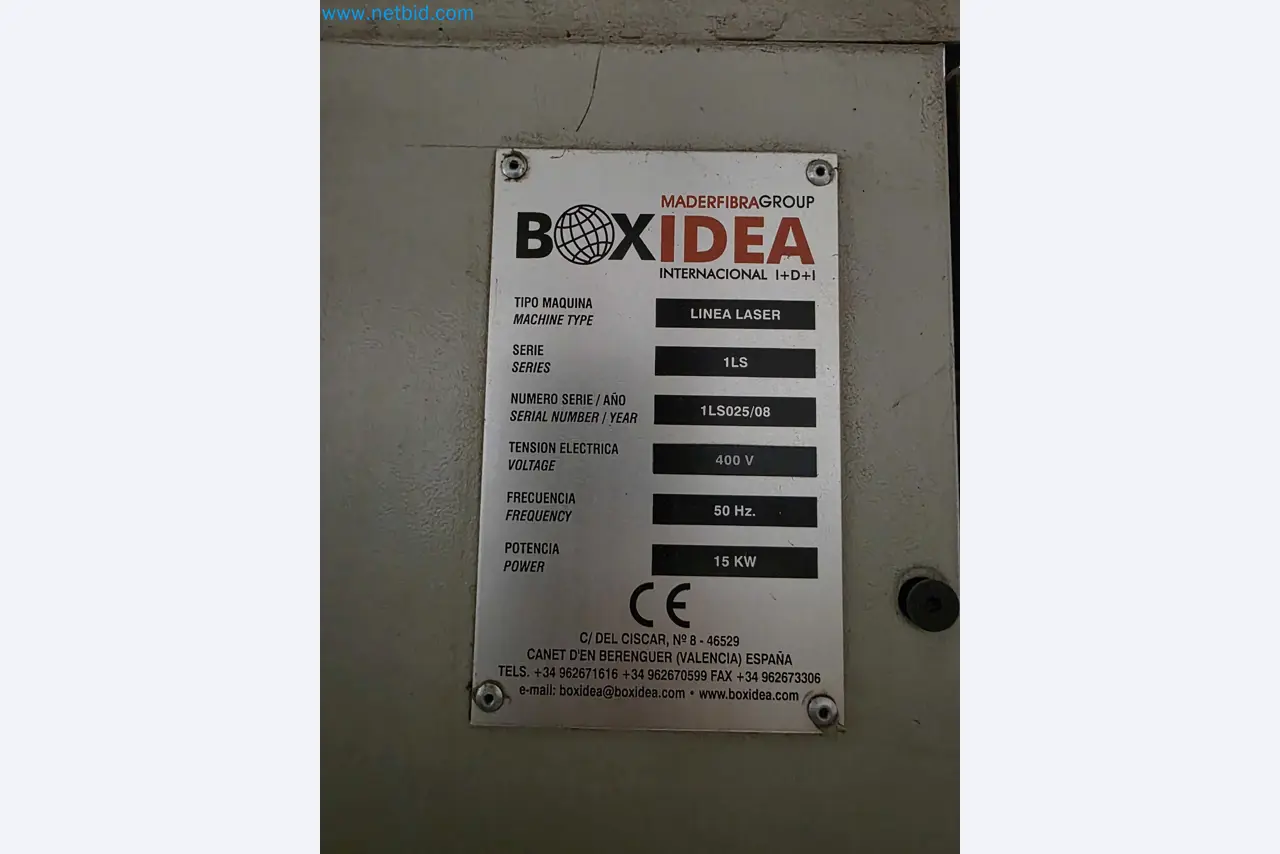 www.netbid.com
MADERFIBRAGROUP
BOXIDEA
INTERNACIONAL I+D+I
TIPO MAQUINA
MACHINE TYPE
LINEA LASER
SERIE
SERIES
1LS
NUMERO SERIE / AÑO
SERIAL NUMBER / YEAR
1LS025/08
TENSION ELECTRICA
VOLTAGE
400 V
FRECUENCIA
FREQUENCY
50 Hz.
POTENCIA
POWER
15 KW
CE
C/ DEL CISCAR, Nº 8 - 46529
CANET D'EN BERENGUER (VALENCIA) ESPAÑA
TELS. +34 962671616 +34 962670599 FAX +34 962673306
e-mail: boxidea@boxidea.com • www.boxidea.com